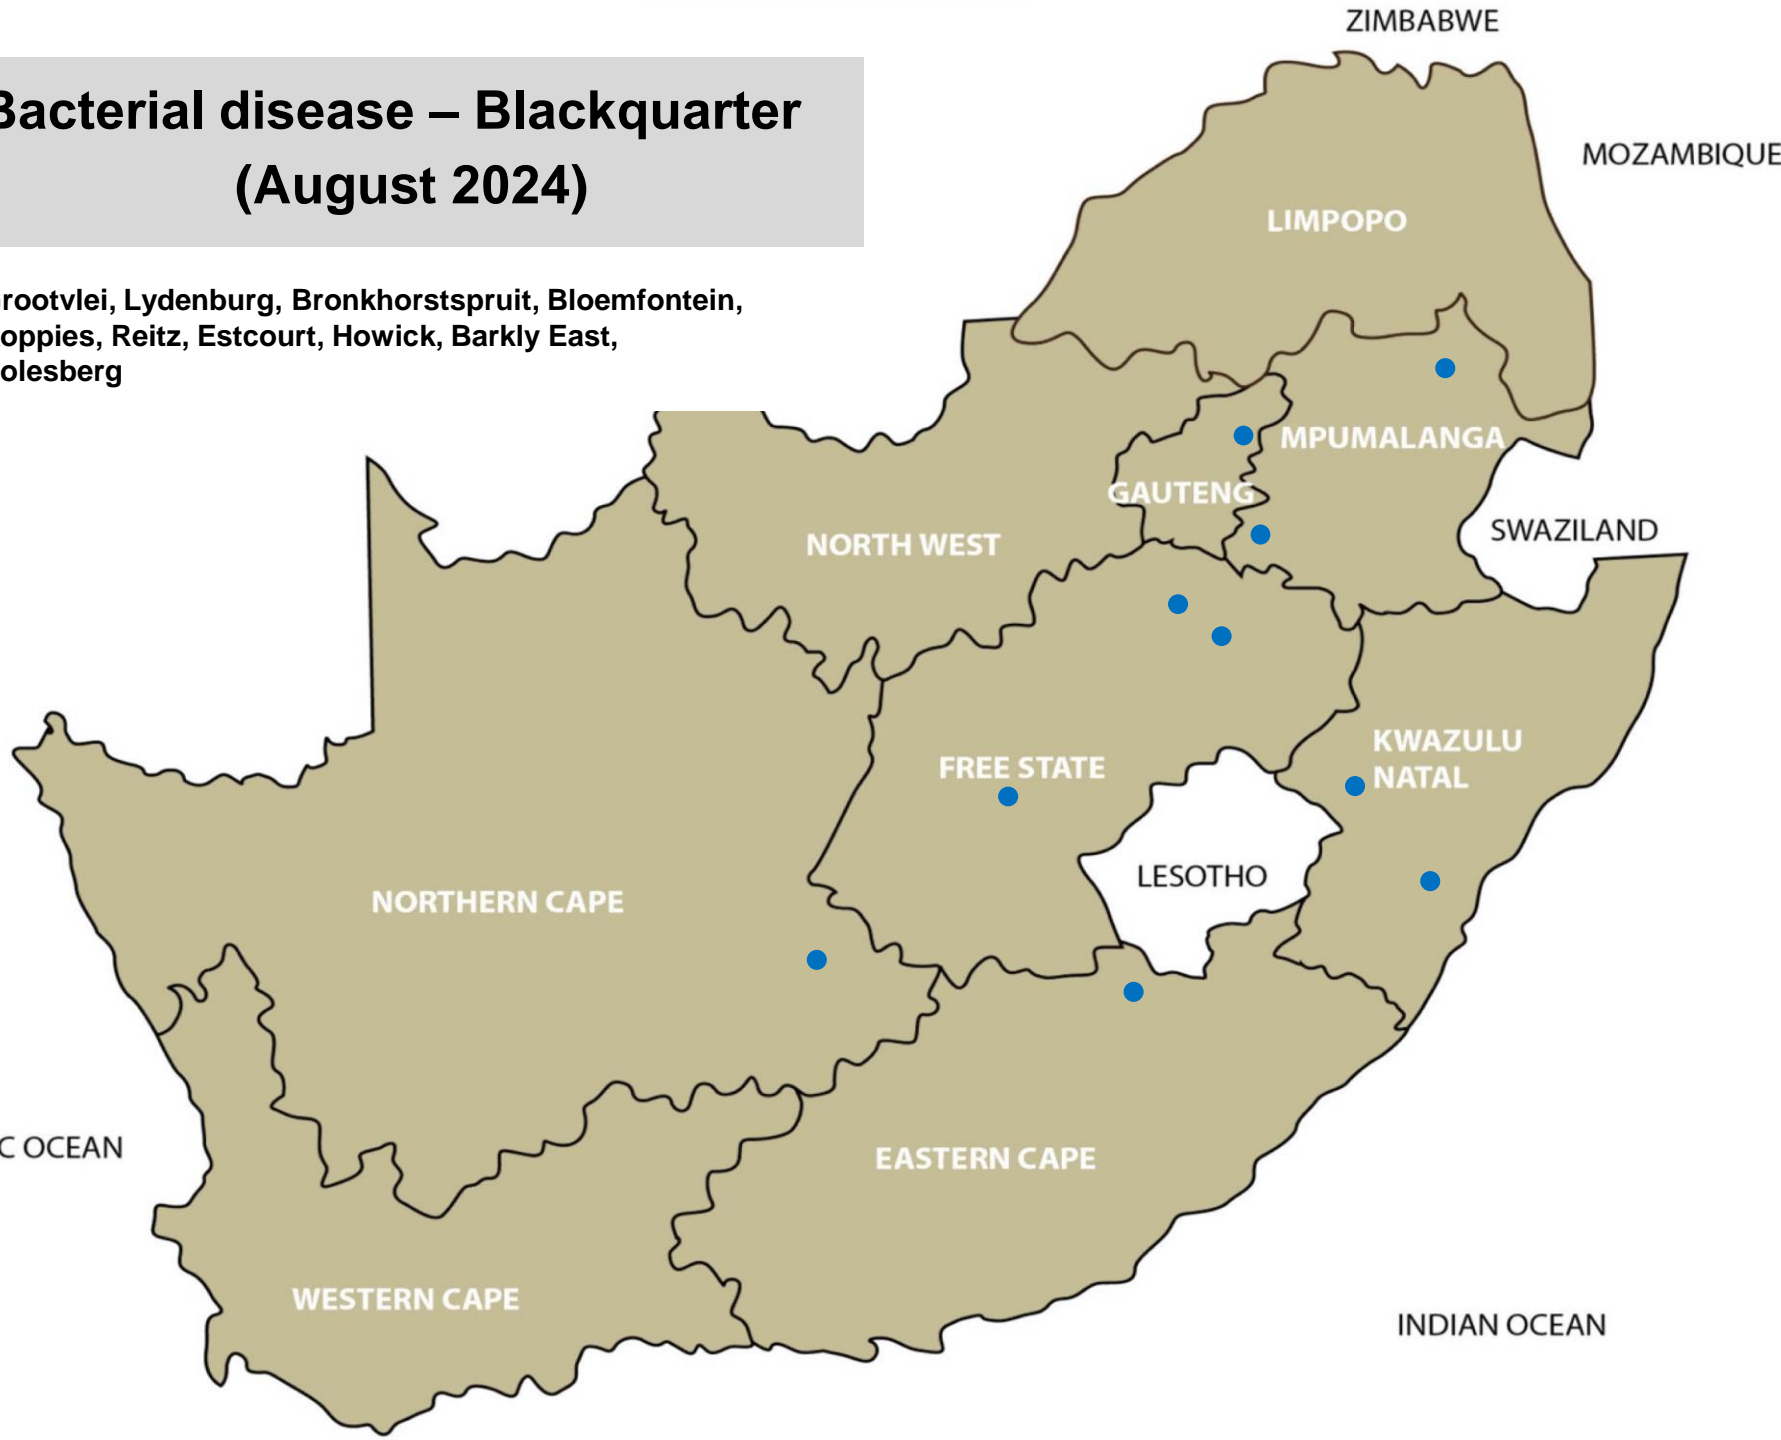 ZIMBABWE
Bacterial disease – Blackquarter
(August 2024)
MOZAMBIQUE
LIMPOPO
rootvlei, Lydenburg, Bronkhorstspruit, Bloemfontein,
oppies, Reitz, Estcourt, Howick, Barkly East,
olesberg
MPUMALANGA
GAUTENG
SWAZILAND
NORTH WEST
KWAZULU
NATAL
FREE STATE
LESOTHO
NORTHERN CAPE
C OCEAN
EASTERN CAPE
WESTERN CAPE
INDIAN OCEAN